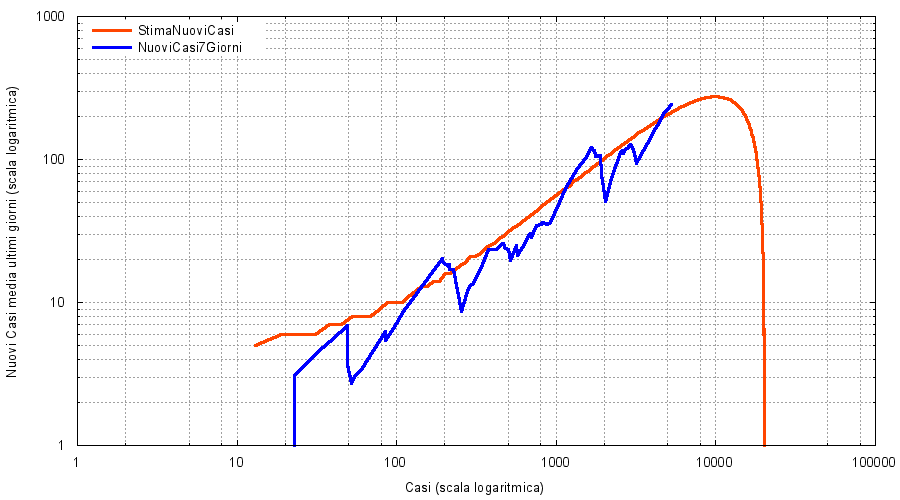 1000
StimaNuoviCasi
NuoviCasi7Giorni
100
10
1
Nuovi Casi media ultimi giorni (scala logaritmica)
1 10 100 1000 10000 100000
Casi (scala logaritmica)